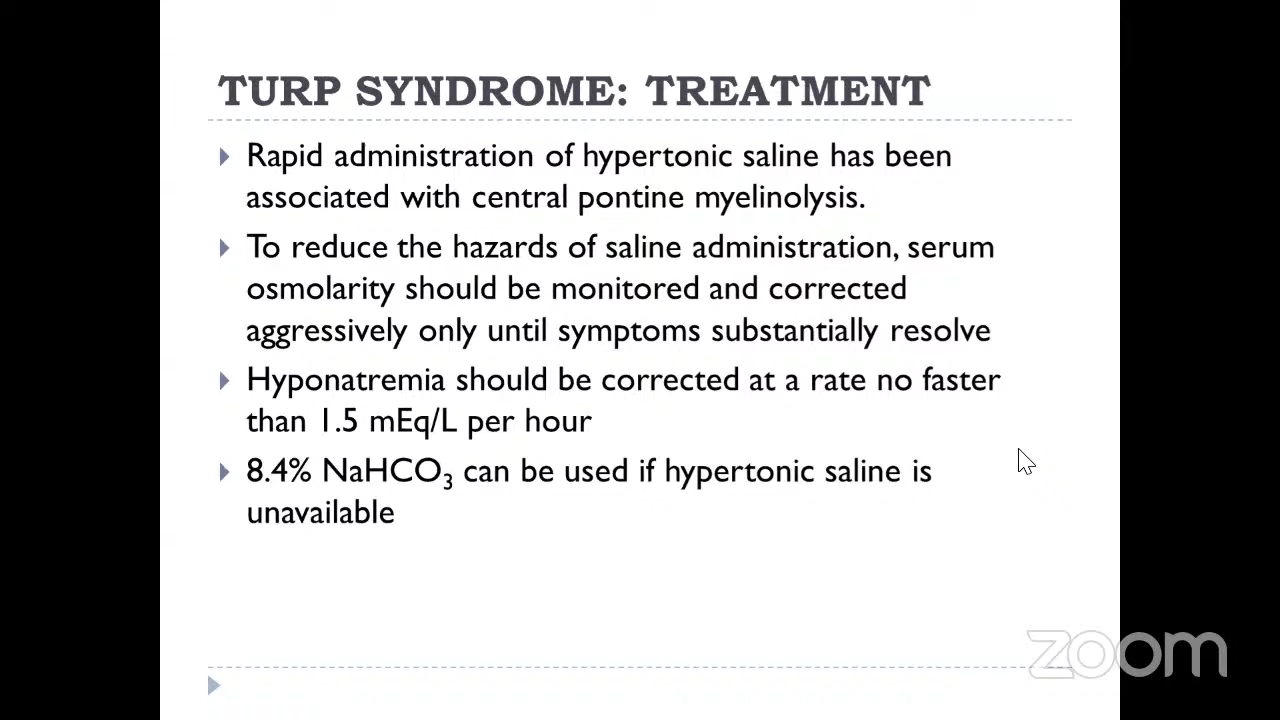 TURP SYNDROME: TREATMENT
Rapid administration of hypertonic saline has been
associated with central pontine myelinolysis.
To reduce the hazards of saline administration, serum
osmolarity should be monitored and corrected
aggressively only until symptoms substantially resolve
Hyponatremia should be corrected at a rate no faster
than 1.5 mEq/L per hour
8.4% NaHCO₃ can be used if hypertonic saline is
unavailable
zoom